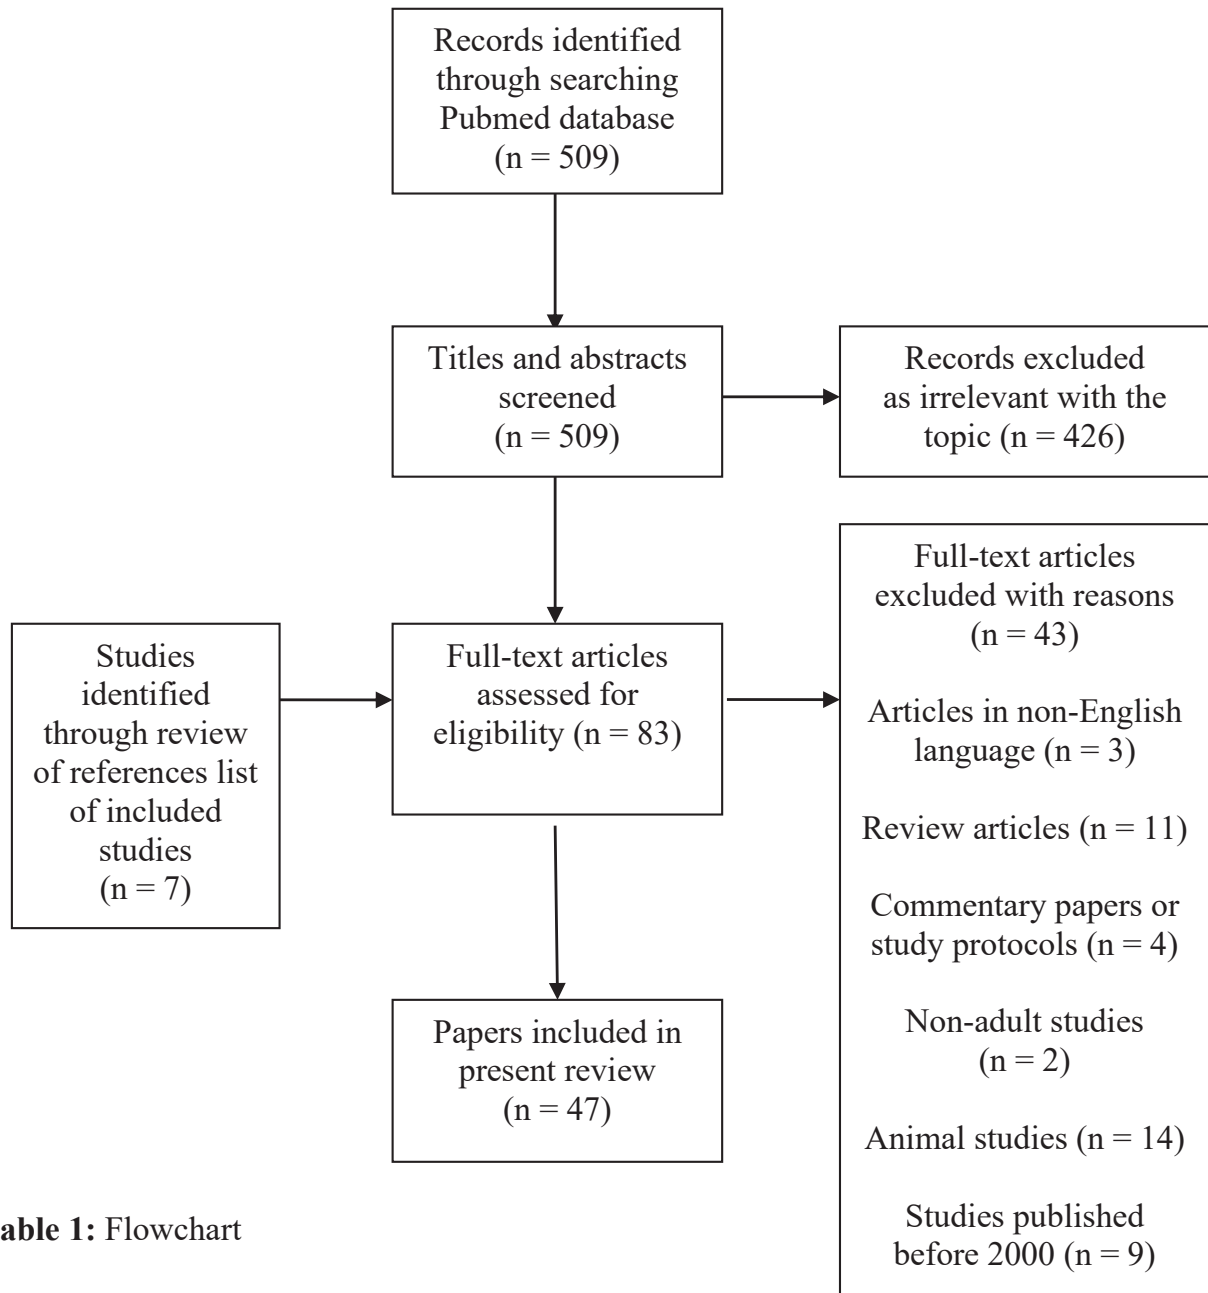 Records identified
through searching
Pubmed database
(n = 509)
Titles and abstracts
screened
(n = 509)
Records excluded
as irrelevant with the
topic (n = 426)
Studies
identified
through review
of references list
of included
studies
(n = 7)
Full-text articles
assessed for
eligibility (n = 83)
Full-text articles
excluded with reasons
(n = 43)
Articles in non-English
language (n = 3)
Review articles (n = 11)
Commentary papers or
study protocols (n = 4)
Non-adult studies
(n = 2)
Animal studies (n = 14)
Studies published
before 2000 (n = 9)
Papers included in
present review
(n = 47)
able 1: Flowchart